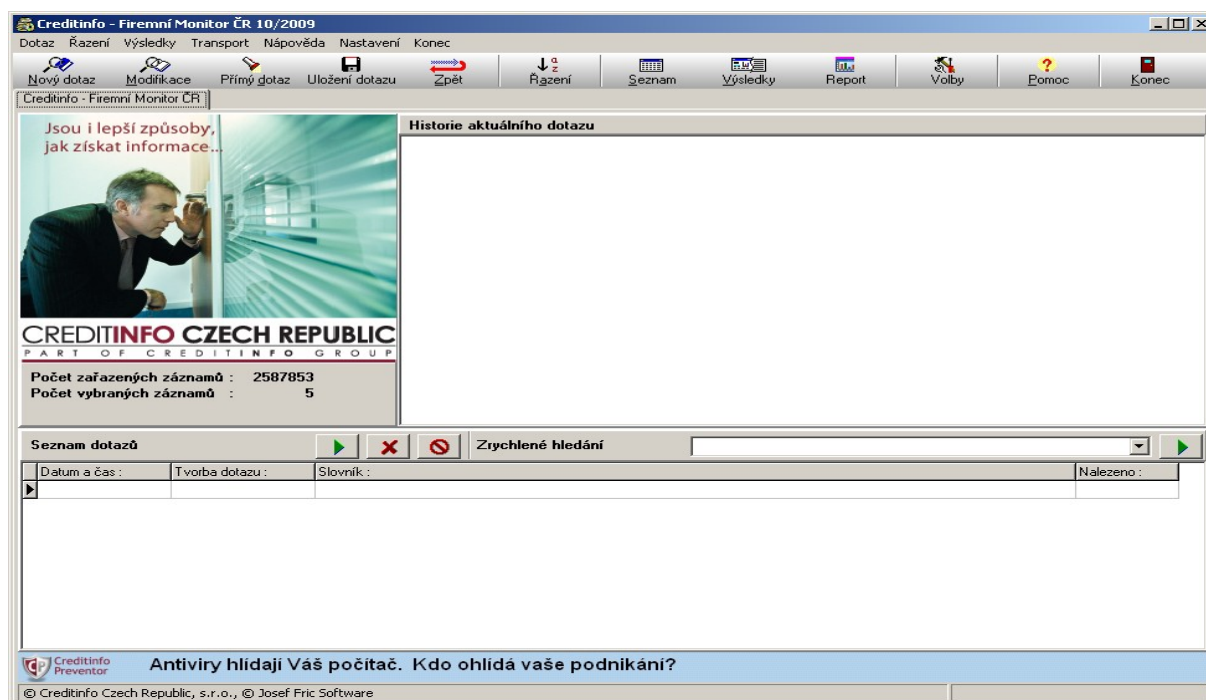 Creditinfo - Firemní Monitor ČR 10/2009
Dotaz Řazení Výsledky Transport Nápověda Nastavení Konec
Nový dotaz Modifikace Přímý dotaz Uložení dotazu Zpět Řazení Seznam Výsledky Report Volby Pomoc Konec
Creditinfo - Firemní Monitor ČR
Jsou i lepší způsoby,
jak získat informace...
Historie aktuálního dotazu
CREDITINFO CZECH REPUBLIC
PART OF CREDITINFO GROUP
Počet zařazených záznamů : 2587853
Počet vybraných záznamů : 5
Seznam dotazů Zrychlené hledání
Datum a čas : Tvorba dotazu : Slovník : Nalezeno :
Creditinfo
Preventor
Antiviry hlídají Váš počítač. Kdo ohlídá vaše podnikání?
© Creditinfo Czech Republic, s.r.o., © Josef Fric Software